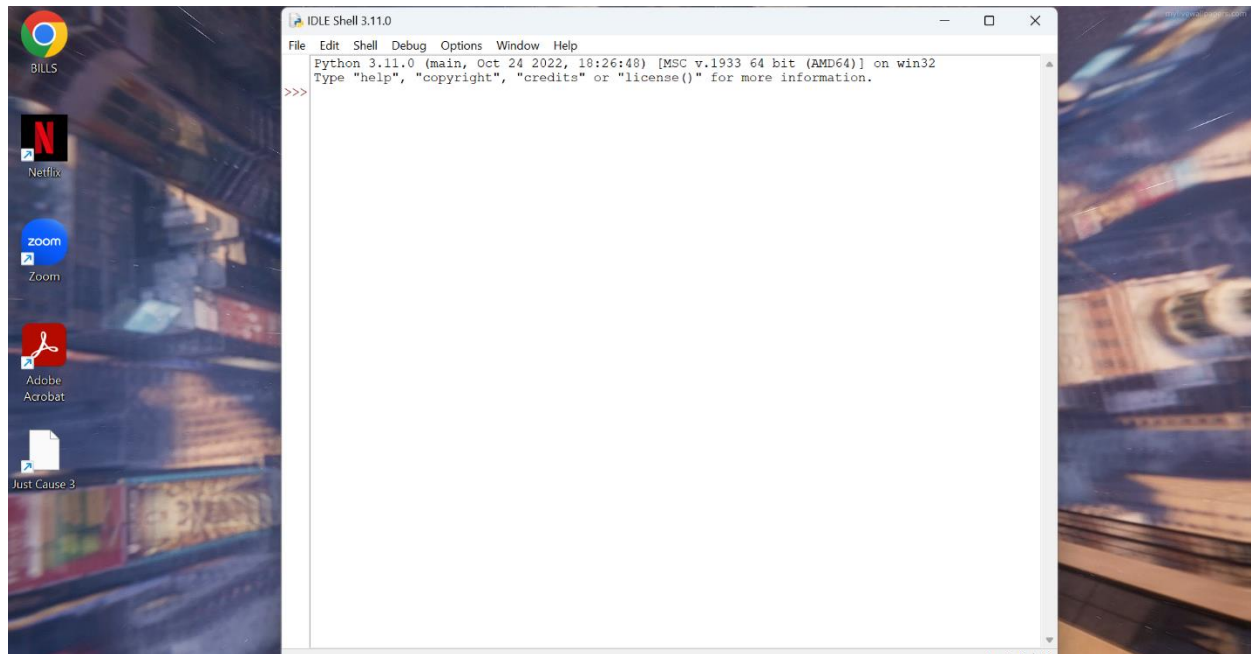 BILLS
N
Netflix
zoom
Zoom
Adobe
Acrobat
Just Cause 3
IDLE Shell 3.11.0
File Edit Shell Debug Options Window Help
Python 3.11.0 (main, Oct 24 2022, 18:26:48) [MSC v.1933 64 bit (AMD64)] on win32
Type "help", "copyright", "credits" or "license()" for more information.
>>>